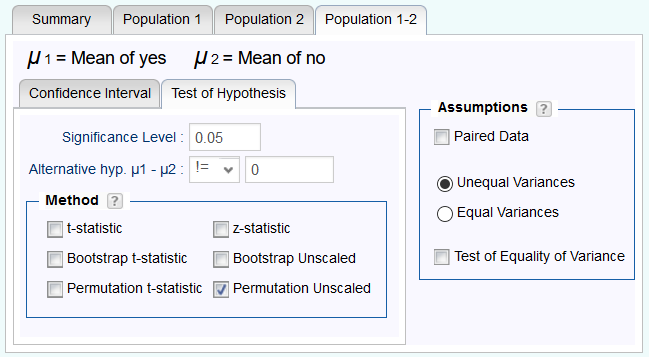 Summary Population 1 Population 2 Population 1-2
μ 1 = Mean of yes μ 2 = Mean of no
Confidence Interval Test of Hypothesis
Significance Level : 0.05
Alternative hyp. μ1 - μ2 : != 0
Method ?
t-statistic z-statistic
Bootstrap t-statistic Bootstrap Unscaled
Permutation t-statistic Permutation Unscaled
Assumptions ?
Paired Data
Unequal Variances
Equal Variances
Test of Equality of Variance